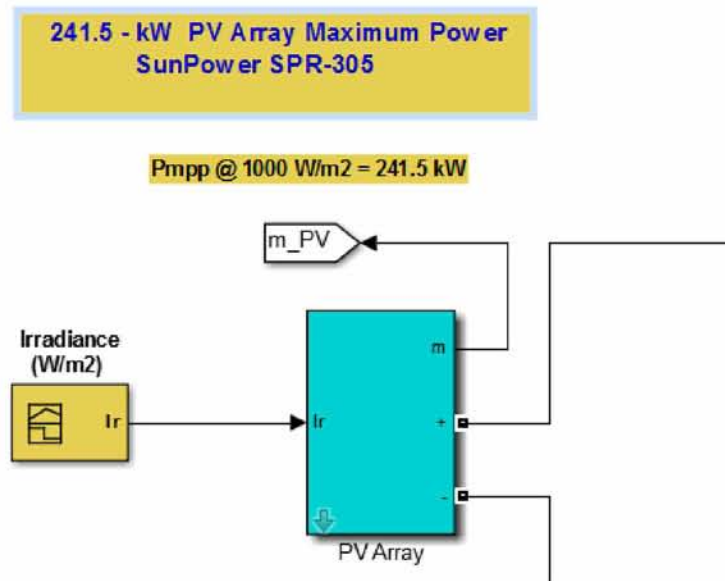 241.5 - kW PV Array Maximum Power
SunPower SPR-305
Pmpp @ 1000 W/m2 = 241.5 kW
m_PV
Irradiance
(W/m2)
m
Ir
Ir
+
-
PV Array